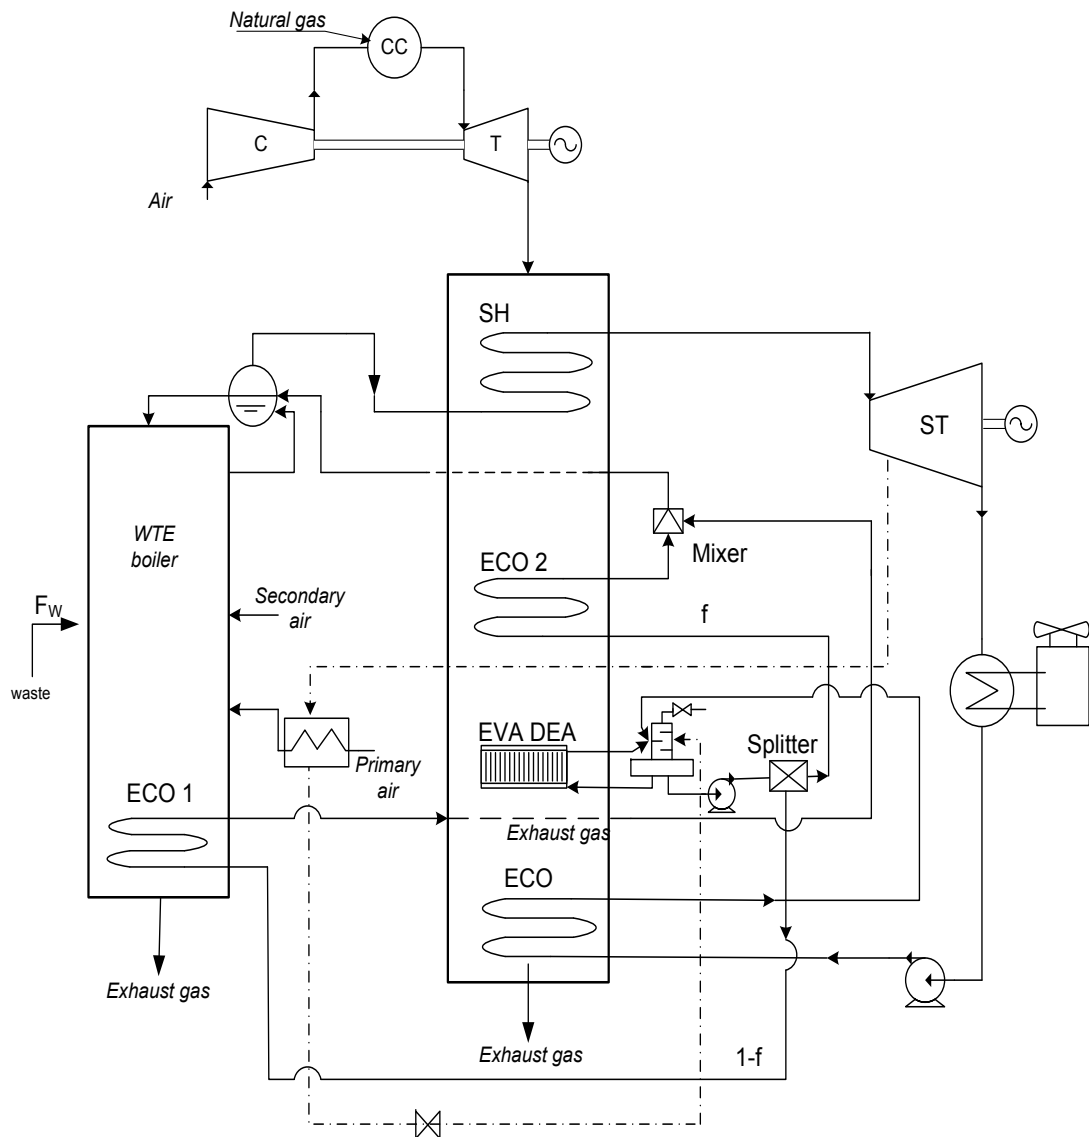 Natural gas
CC
C
T
Air
SH
ST
WTE
boiler
Mixer
ECO 2
Secondary
air
FW
f
waste
EVA DEA
Splitter
Primary
air
ECO 1
Exhaust gas
ECO
Exhaust gas
Exhaust gas
1-f